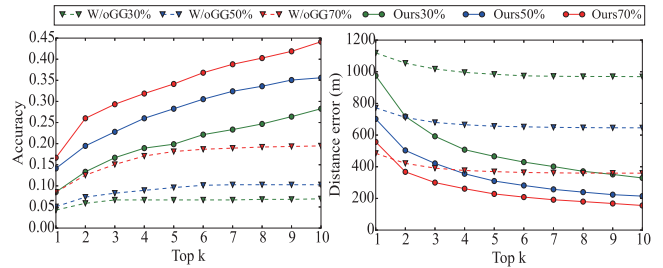 W/oGG30% W/oGG50% W/oGG70% Ours30% Ours50% Ours70%
Accuracy
0.45
0.40
0.35
0.30
0.25
0.20
0.15
0.10
0.05
0.00
1 2 3 4 5 6 7 8 9 10
Top k
Distance error (m)
1200
1000
800
600
400
200
0
1 2 3 4 5 6 7 8 9 10
Top k